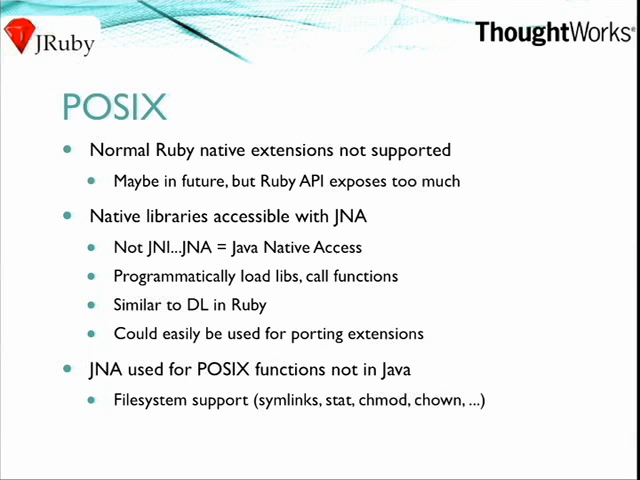 JRuby
ThoughtWorks®
POSIX
Normal Ruby native extensions not supported
Maybe in future, but Ruby API exposes too much
Native libraries accessible with JNA
Not JNI...JNA = Java Native Access
Programmatically load libs, call functions
Similar to DL in Ruby
Could easily be used for porting extensions
JNA used for POSIX functions not in Java
Filesystem support (symlinks, stat, chmod, chown, ...)